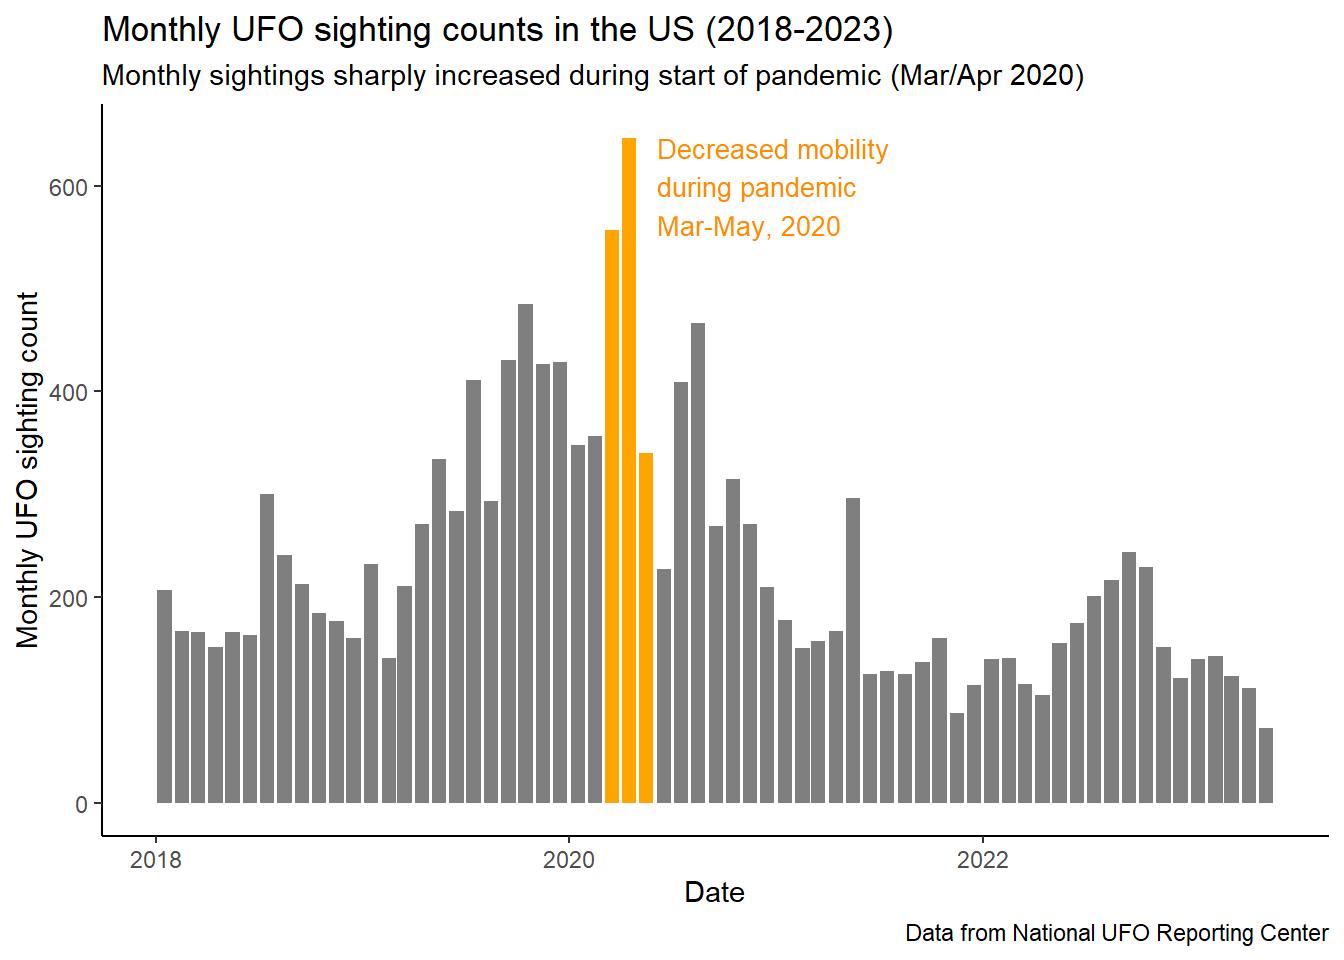 Monthly UFO sighting counts in the US (2018-2023)
Monthly sightings sharply increased during start of pandemic (Mar/Apr 2020)
Decreased mobility
during pandemic
Mar-May, 2020
Monthly UFO sighting count
600
400
200
0
2018
2020
2022
Date
Data from National UFO Reporting Center